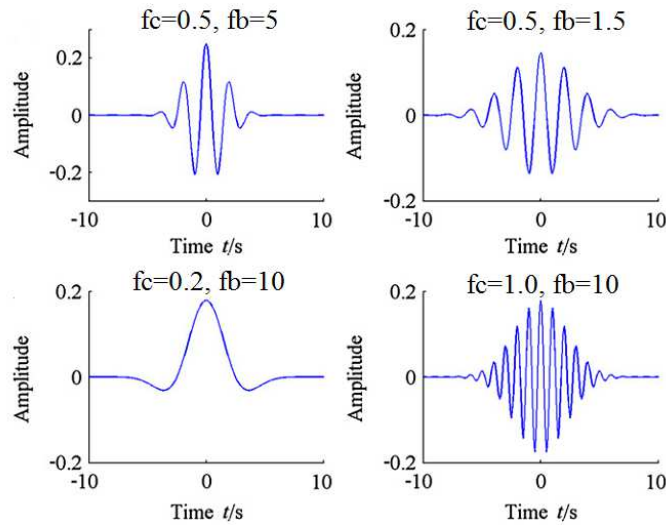 fc=0.5, fb=5
0.2
0
-0.2
Amplitude
-10 0 10
Time t/s
fc=0.5, fb=1.5
0.2
0
-0.2
Amplitude
-10 0 10
Time t/s
fc=0.2, fb=10
0.2
0
-0.2
Amplitude
-10 0 10
Time t/s
fc=1.0, fb=10
0.2
0
-0.2
Amplitude
-10 0 10
Time t/s